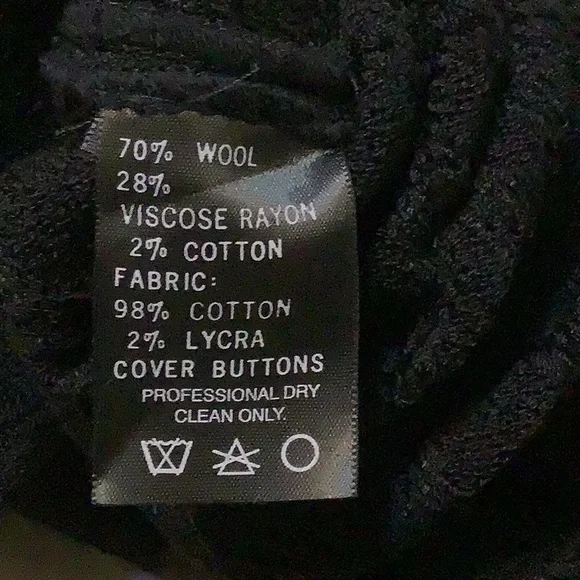 70% WOOL
28%
VISCOSE RAYON
2% COTTON
FABRIC:
98% COTTON
2% LYCRA
COVER BUTTONS
PROFESSIONAL DRY
CLEAN ONLY.